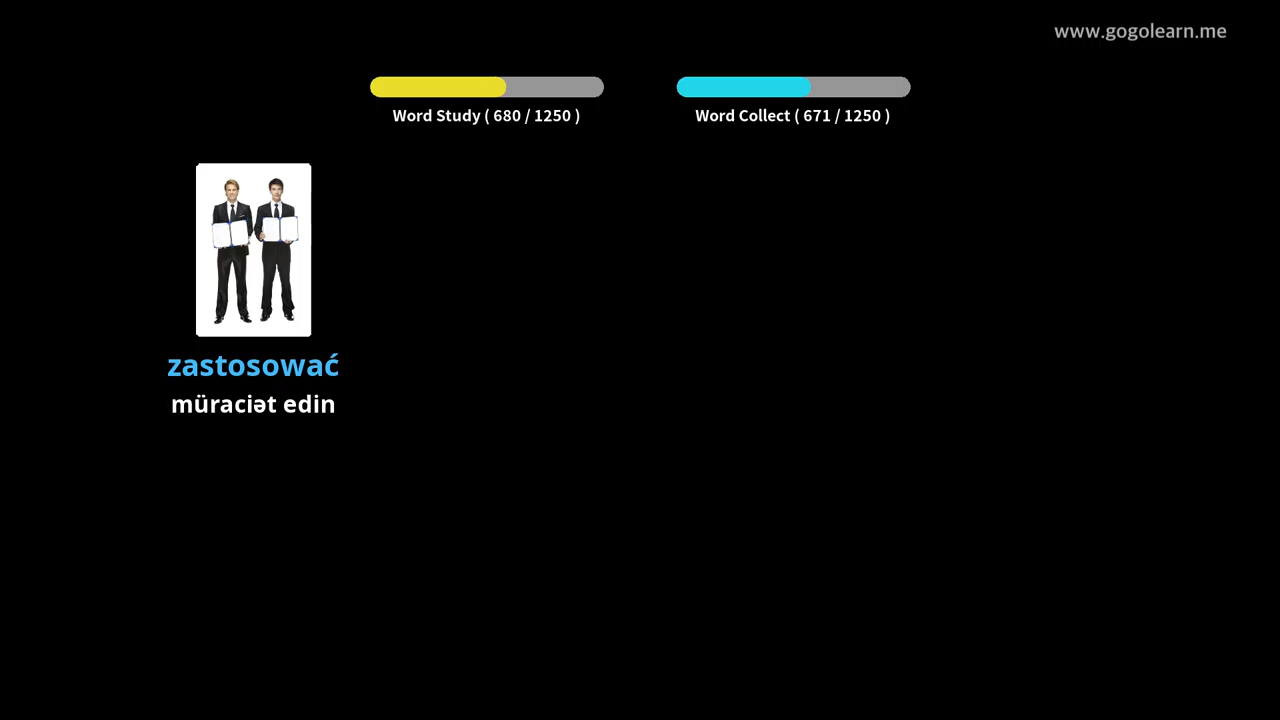 www.gogolearn.me
Word Study ( 680 / 1250 )
Word Collect ( 671 / 1250 )
zastosować
müraciət edin